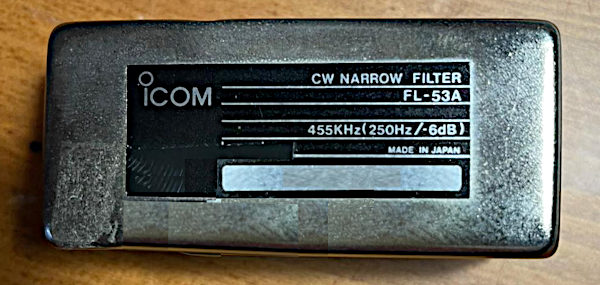 CW NARROW FILTER
ICOM
FL-53A
455KHz(250Hz/-6dB)
MADE IN JAPAN